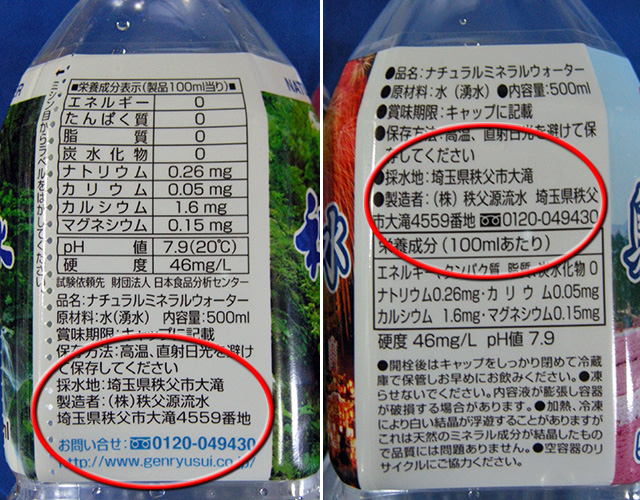 ミシン目からラベルをはがしてください
■栄養成分表示(製品100ml当り)■
エネルギー 0
たんぱく質 0
脂質 0
炭水化物 0
ナトリウム 0.26 mg
カリウム 0.05 mg
カルシウム 1.6 mg
マグネシウム 0.15 mg
pH値 7.9(20℃)
硬度 46mg/L
試験依頼先 財団法人 日本食品分析センター
品名:ナチュラルミネラルウォーター
原材料:水(湧水) 内容量:500ml
賞味期限:キャップに記載
保存方法:高温、直射日光を避け
て保存してください
採水地:埼玉県秩父市大滝
製造者:(株)秩父源流水
埼玉県秩父市大滝4559番地
お問い合せ:0120-049430
http://www.genryusui.co.jp/
NAT
水
●品名:ナチュラルミネラルウォーター
●原材料:水(湧水) ●内容量:500ml
●賞味期限:キャップに記載
●保存方法:高温、直射日光を避けて保
存してください
●採水地:埼玉県秩父市大滝
●製造者:(株)秩父源流水 埼玉県秩父
市大滝4559番地 0120-049430
栄養成分(100mlあたり)
エネルギー・タンパク質・脂質・炭水化物 0
ナトリウム0.26mg・カリウム0.05mg
カルシウム 1.6mg・マグネシウム0.15mg
硬度 46mg/L pH値 7.9
●開栓後はキャップをしっかり閉めて冷蔵
庫で保管しお早めにお飲みください。●凍
らせないでください。内容液が膨張し容器
が破損する場合があります。●加熱、冷凍
により白い結晶が浮遊することがありますが
これは天然のミネラル成分が結晶したもの
で品質には問題ありません。●空容器のリ
サイクルにご協力ください。
水